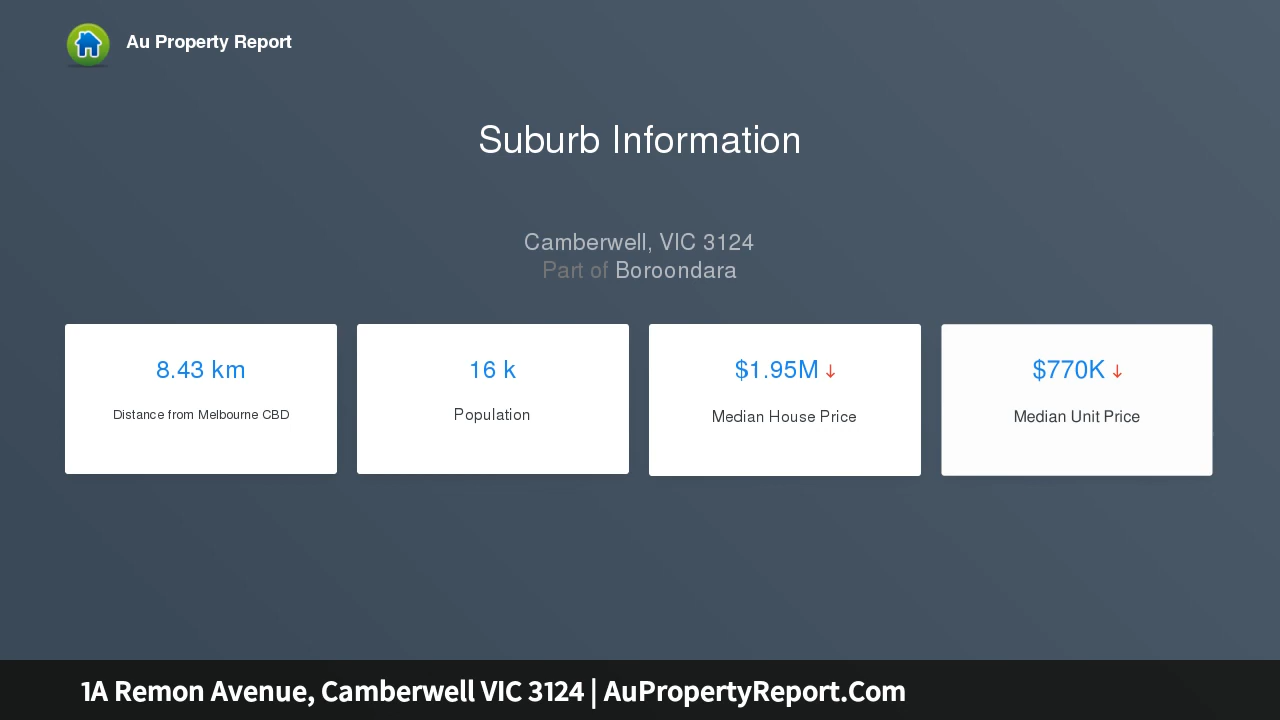 Au Property Report
Suburb Information
Camberwell, VIC 3124
Part of Boroondara
8.43 km
Distance from Melbourne CBD
16 k
Population
$1.95M ↓
Median House Price
$770K ↓
Median Unit Price
1A Remon Avenue, Camberwell VIC 3124 | AuPropertyReport.Com